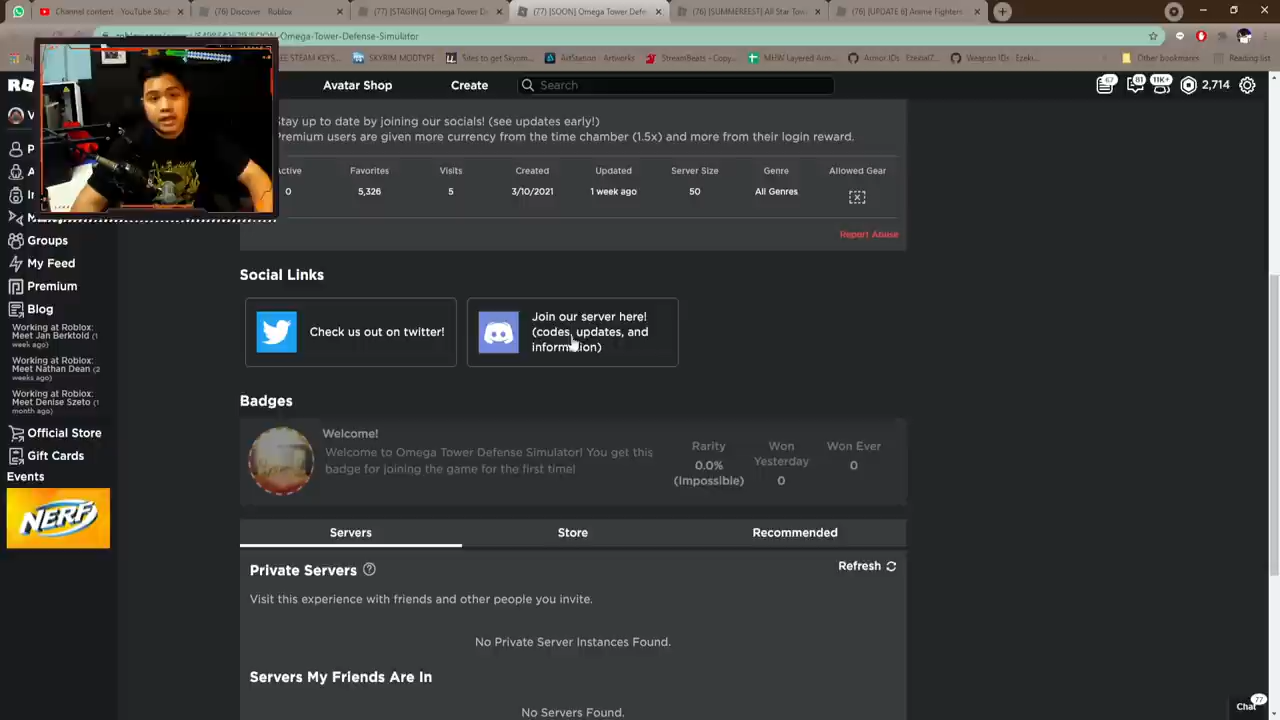 (77) Channel content - YouTube Stu
(76) Discover - Roblox
(77) [STAGING] Omega Tower D
(77) [SOON] Omega Tower Defe
(76) [SUMMEREST] All Star Tow
[UPDATE 6] Anime Fighters
-Omega-Tower-Defense-Simulator
EE STEAM KEYS...
SKYRIM MODTYPE
Sites to get Skyrim...
ArtStation - Artworks
StreamBeats - Copy...
MHW Layered Arm...
Armor IDs · Ezekial...
Weapon IDs · Ezeki...
Other bookmarks
Reading list
Avatar Shop
Create
Search
67
81
11K+
2,714
Stay up to date by joining our socials! (see updates early!)
Premium users are given more currency from the time chamber (1.5x) and more from their login reward.
Active Favorites Visits Created Updated Server Size Genre Allowed Gear
0 5,326 5 3/10/2021 1 week ago 50 All Genres
Report Abuse
Groups
My Feed
Premium
Blog
Working at Roblox:
Meet Jan Berktold (1
week ago)
Working at Roblox:
Meet Nathan Dean (2
weeks ago)
Working at Roblox:
Meet Denise Szeto (1
month ago)
Official Store
Gift Cards
Events
NERF
Social Links
Check us out on twitter!
Join our server here!
(codes, updates, and
information)
Badges
Welcome!
Welcome to Omega Tower Defense Simulator! You get this
badge for joining the game for the first time!
Rarity
0.0%
(Impossible)
Won
Yesterday
0
Won Ever
0
Servers
Store
Recommended
Private Servers
Refresh
Visit this experience with friends and other people you invite.
No Private Server Instances Found.
Servers My Friends Are In
No Servers Found.
Chat
77